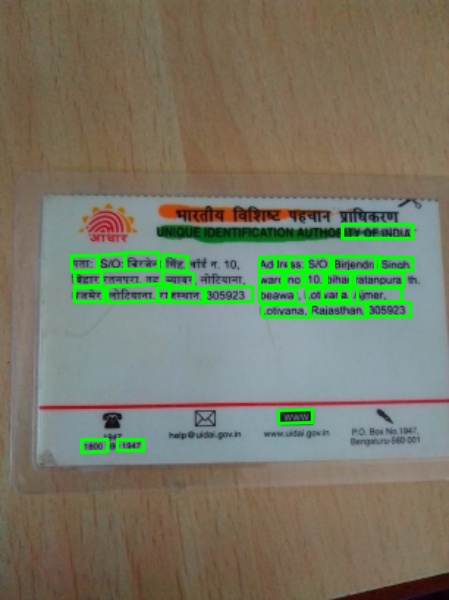 भारतीय विशिष्ट पहचान प्राधिकरण
आधार
UNIQUE IDENTIFICATION AUTHORITY OF INDIA
पता: S/O: बिरजेन्द्र सिंह, वार्ड न. 10,
बिहार रतनपुरा, ब्यावर, लोटियाना,
अजमेर, लोटियाना, राजस्थान, 305923
Address: S/O: Birjendra Singh,
ward no. 10, bihar ratanpura th.
beawar, Lotiyana, Ajmer,
Lotiyana, Rajasthan, 305923
1947
1800 1947
help@uidai.gov.in
WWW
www.uidai.gov.in
P.O. Box No.1947,
Bengaluru-560 001